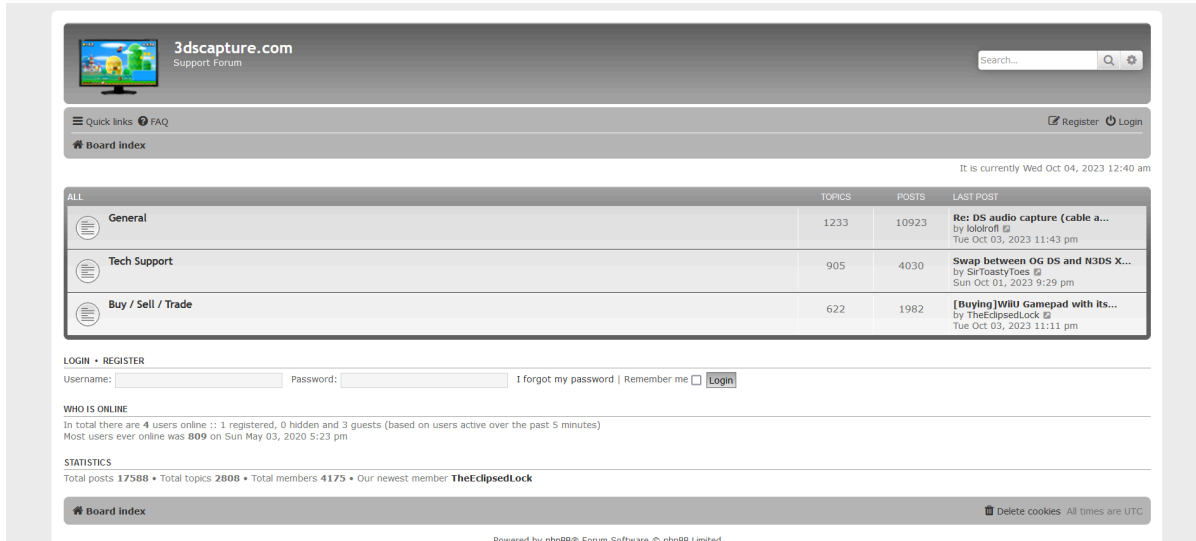 3dscapture.com
Support Forum
Search...
Quick links FAQ
Register Login
Board index
It is currently Wed Oct 04, 2023 12:40 am
ALL TOPICS POSTS LAST POST
General 1233 10923 Re: DS audio capture (cable a...
by lololrofl
Tue Oct 03, 2023 11:43 pm
Tech Support 905 4030 Swap between OG DS and N3DS X...
by SirToastyToes
Sun Oct 01, 2023 9:29 pm
Buy / Sell / Trade 622 1982 [Buying]WiiU Gamepad with its...
by TheEclipsedLock
Tue Oct 03, 2023 11:11 pm
LOGIN • REGISTER
Username: Password: I forgot my password | Remember me Login
WHO IS ONLINE
In total there are 4 users online :: 1 registered, 0 hidden and 3 guests (based on users active over the past 5 minutes)
Most users ever online was 809 on Sun May 03, 2020 5:23 pm
STATISTICS
Total posts 17588 • Total topics 2808 • Total members 4175 • Our newest member TheEclipsedLock
Board index
Delete cookies All times are UTC
Powered by phpBB® Forum Software © phpBB Limited